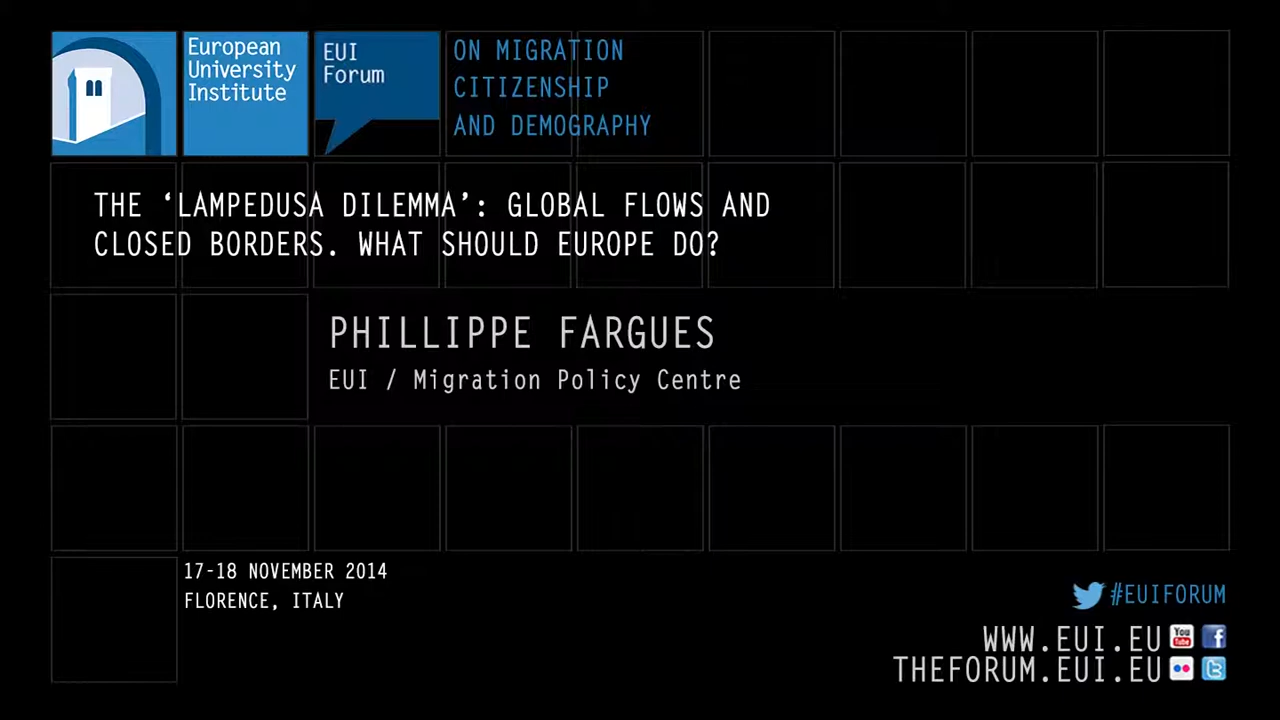 European
University
Institute
EUI
Forum
ON MIGRATION
CITIZENSHIP
AND DEMOGRAPHY
THE ‘LAMPEDUSA DILEMMA’: GLOBAL FLOWS AND
CLOSED BORDERS. WHAT SHOULD EUROPE DO?
PHILLIPPE FARGUES
EUI / Migration Policy Centre
17-18 NOVEMBER 2014
FLORENCE, ITALY
#EUIFORUM
WWW.EUI.EU You Tube f
THEFORUM.EUI.EU t